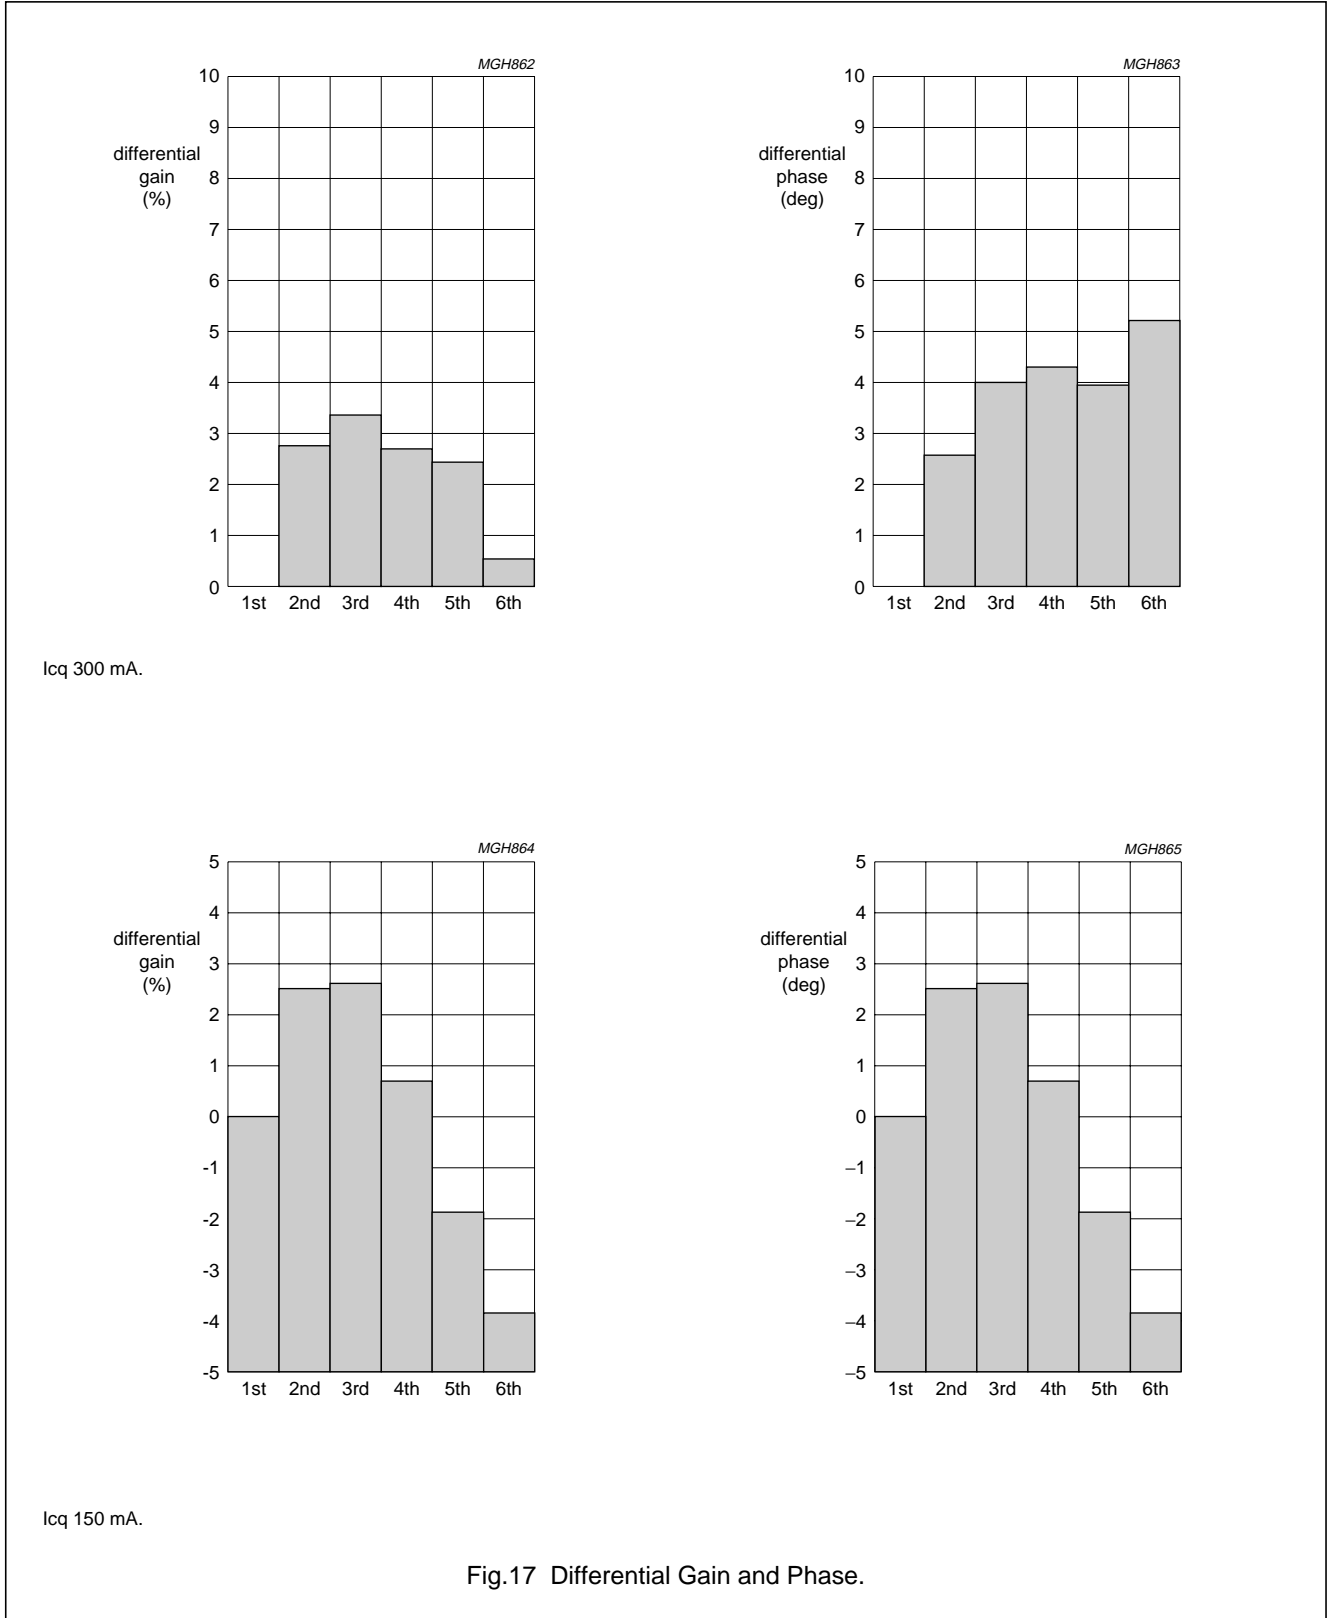 MGH862
10
9
8
7
6
5
4
3
2
1
0
differential
gain
(%)
1st 2nd 3rd 4th 5th 6th
MGH863
10
9
8
7
6
5
4
3
2
1
0
differential
phase
(deg)
1st 2nd 3rd 4th 5th 6th
Icq 300 mA.
MGH864
5
4
3
2
1
0
-1
-2
-3
-4
-5
differential
gain
(%)
1st 2nd 3rd 4th 5th 6th
MGH865
5
4
3
2
1
0
−1
−2
−3
−4
−5
differential
phase
(deg)
1st 2nd 3rd 4th 5th 6th
Icq 150 mA.
Fig.17 Differential Gain and Phase.